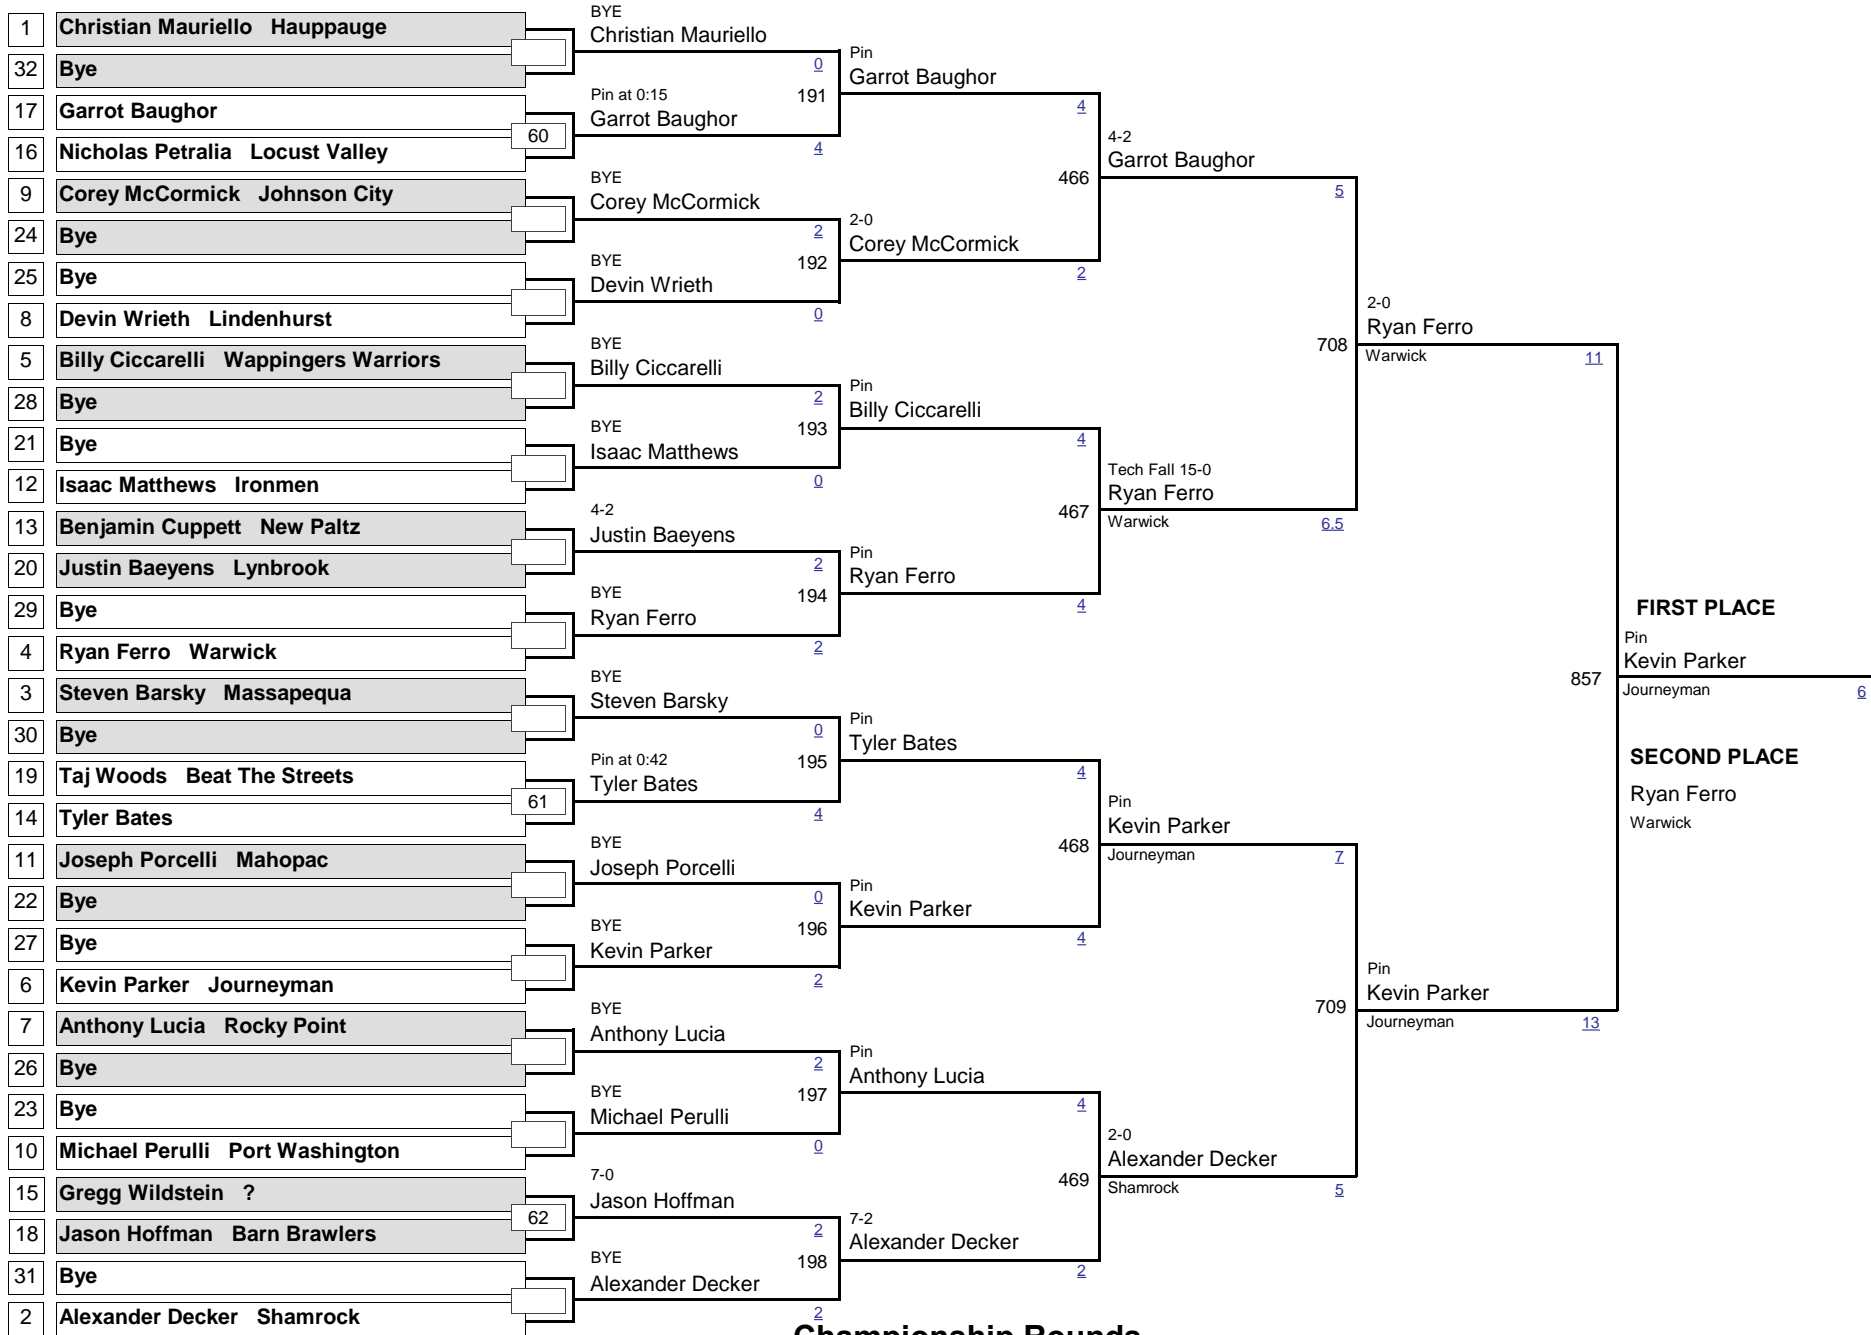 1 Christian Mauriello Hauppauge
32 Bye
17 Garrot Baughor
60
16 Nicholas Petralia Locust Valley
9 Corey McCormick Johnson City
24 Bye
25 Bye
8 Devin Wrieth Lindenhurst
5 Billy Ciccarelli Wappingers Warriors
28 Bye
21 Bye
12 Isaac Matthews Ironmen
13 Benjamin Cuppett New Paltz
20 Justin Baeyens Lynbrook
29 Bye
4 Ryan Ferro Warwick
3 Steven Barsky Massapequa
30 Bye
19 Taj Woods Beat The Streets
61
14 Tyler Bates
11 Joseph Porcelli Mahopac
22 Bye
27 Bye
6 Kevin Parker Journeyman
7 Anthony Lucia Rocky Point
26 Bye
23 Bye
10 Michael Perulli Port Washington
15 Gregg Wildstein ?
62
18 Jason Hoffman Barn Brawlers
31 Bye
2 Alexander Decker Shamrock
BYE
Christian Mauriello
0
191
Pin at 0:15
Garrot Baughor
4
BYE
Corey McCormick
2
192
BYE
Devin Wrieth
0
BYE
Billy Ciccarelli
2
193
BYE
Isaac Matthews
0
4-2
Justin Baeyens
2
194
BYE
Ryan Ferro
2
BYE
Steven Barsky
0
195
Pin at 0:42
Tyler Bates
4
BYE
Joseph Porcelli
0
196
BYE
Kevin Parker
2
BYE
Anthony Lucia
2
197
BYE
Michael Perulli
0
7-0
Jason Hoffman
2
198
BYE
Alexander Decker
2
Pin
Garrot Baughor
4
466
2-0
Corey McCormick
2
Pin
Billy Ciccarelli
4
467
Pin
Ryan Ferro
4
Pin
Tyler Bates
4
468
Pin
Kevin Parker
4
Pin
Anthony Lucia
4
469
7-2
Alexander Decker
2
4-2
Garrot Baughor
5
708
Tech Fall 15-0
Ryan Ferro
Warwick 6.5
Pin
Kevin Parker
Journeyman 7
709
2-0
Alexander Decker
Shamrock 5
2-0
Ryan Ferro
Warwick 11
857
Pin
Kevin Parker
Journeyman 13
FIRST PLACE
Pin
Kevin Parker
Journeyman 6
SECOND PLACE
Ryan Ferro
Warwick
Championship Rounds